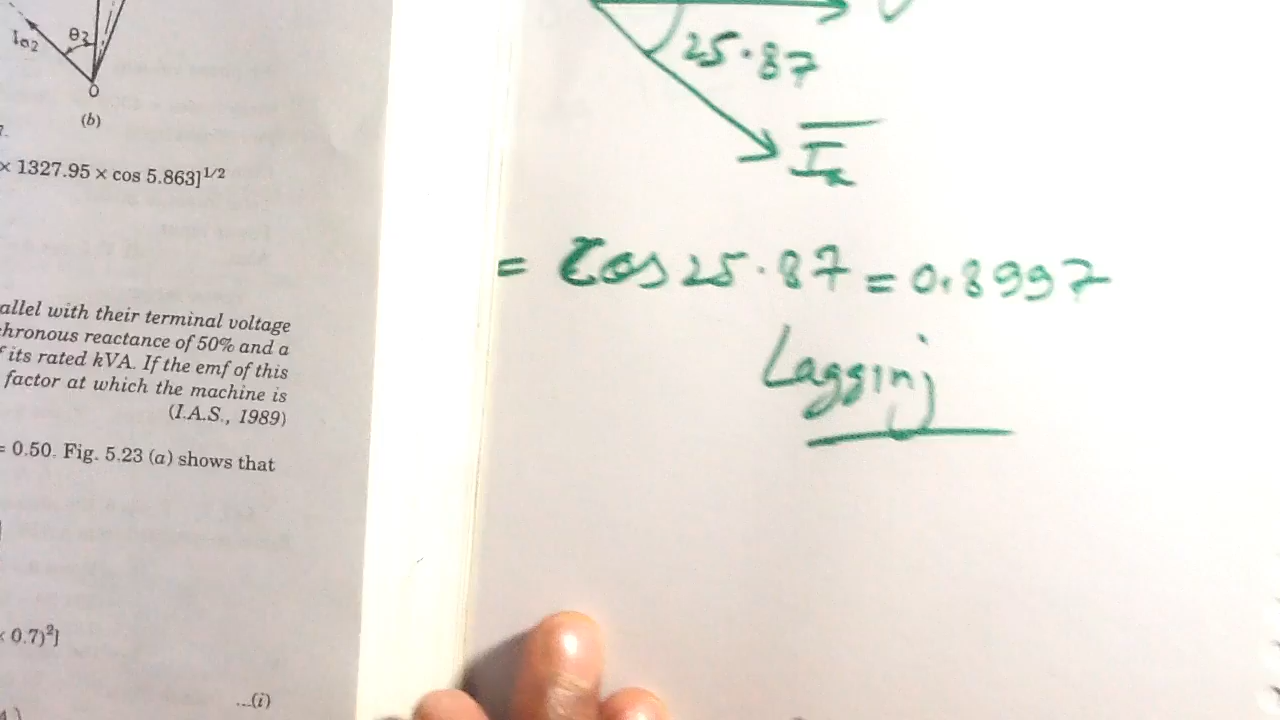 Ia2
θ2
O
(b)
7.
× 1327.95 × cos 5.863]1/2
allel with their terminal voltage
chronous reactance of 50% and a
f its rated kVA. If the emf of this
factor at which the machine is
(I.A.S., 1989)
= 0.50. Fig. 5.23 (a) shows that
]
× 0.7)²]
...(i)
25.87
= Cos 25.87 = 0.8997
Lagging